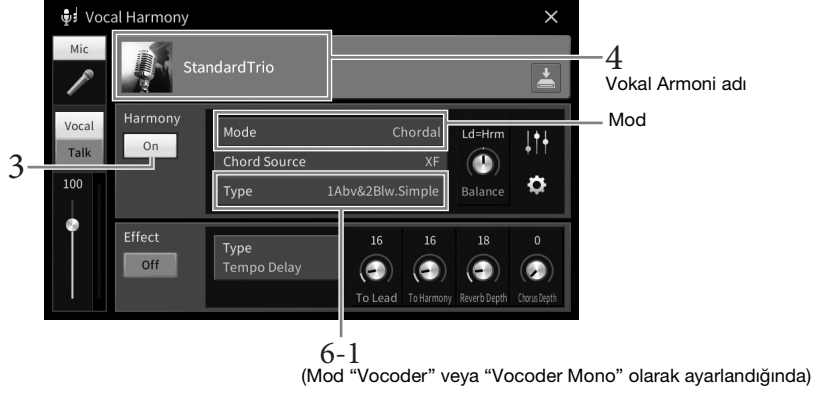 Vocal Harmony
Mic
StandardTrio
4
Vokal Armoni adı
Vocal
Talk
Harmony
On
3
Mode Chordal
Mod
Chord Source XF
Type 1Abv&2Blw.Simple
Ld=Hrm
Balance
100
Effect
Off
Type
Tempo Delay
16 16 18 0
To Lead To Harmony Reverb Depth Chorus Depth
6-1
(Mod “Vocoder” veya “Vocoder Mono” olarak ayarlandığında)